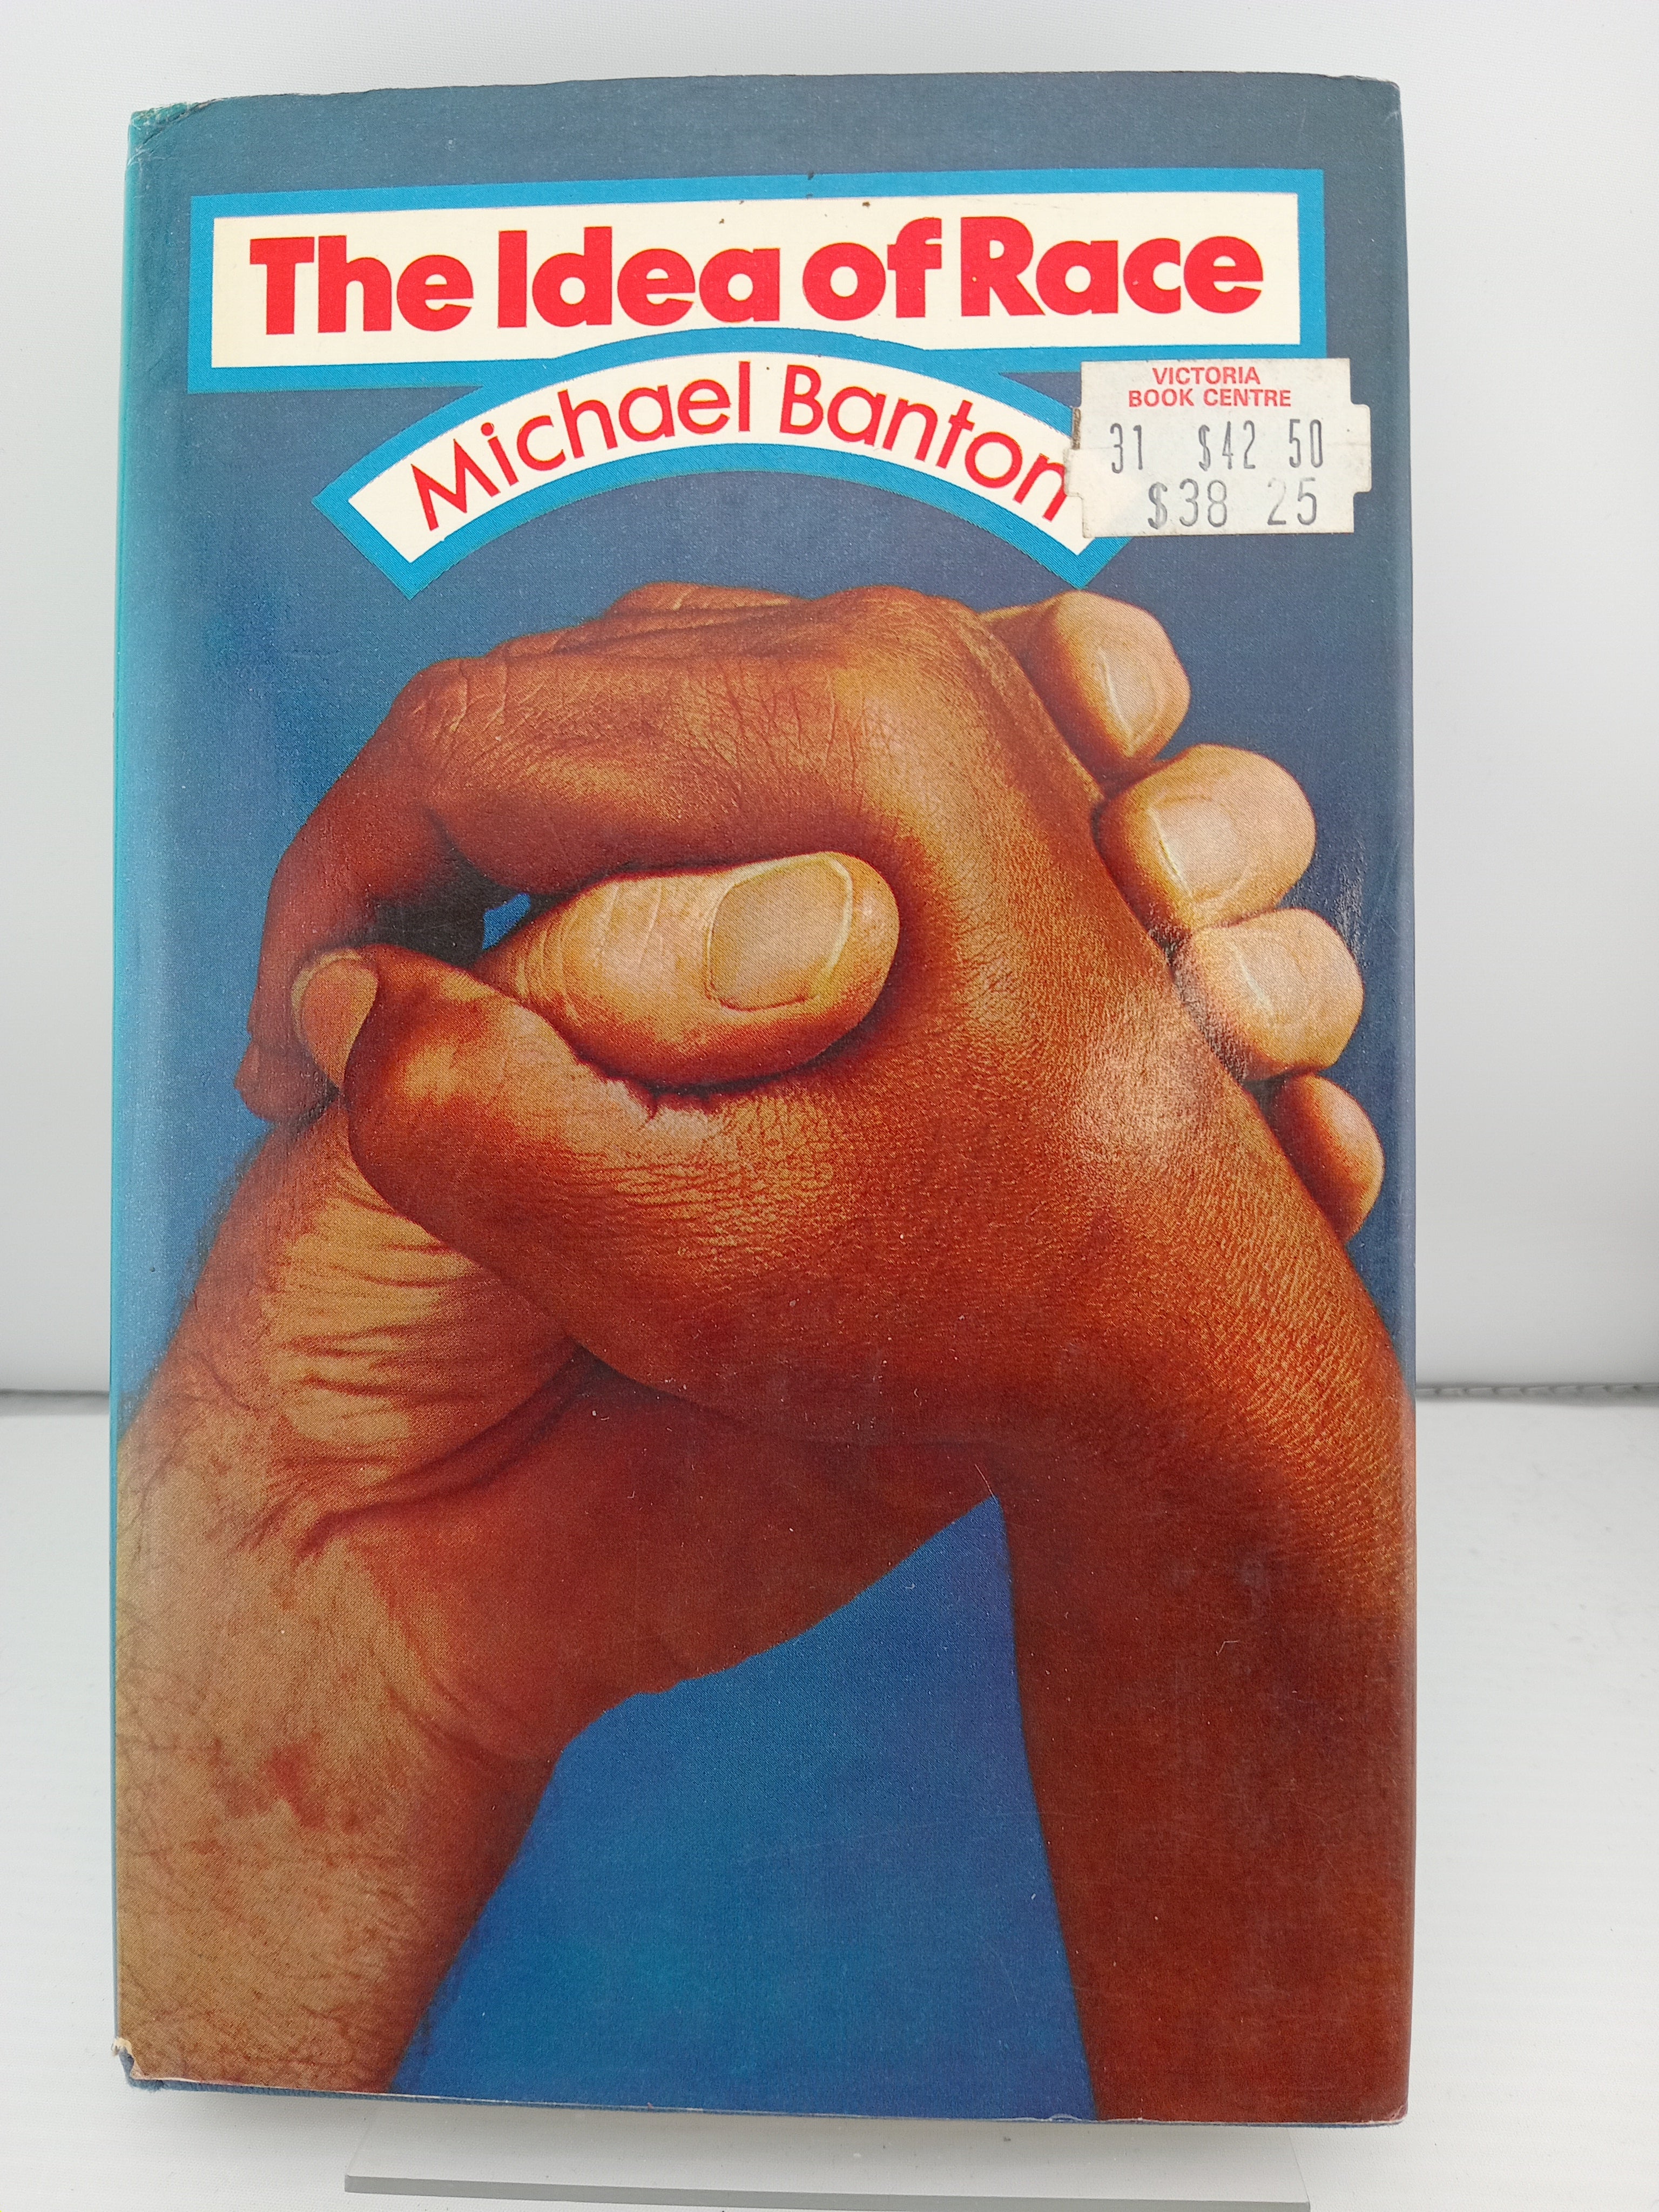 The Idea of Race
Michael Banton
VICTORIA
BOOK CENTRE
31 $42 50
$38 25